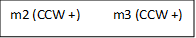 m2 (CCW +) m3 (CCW +)